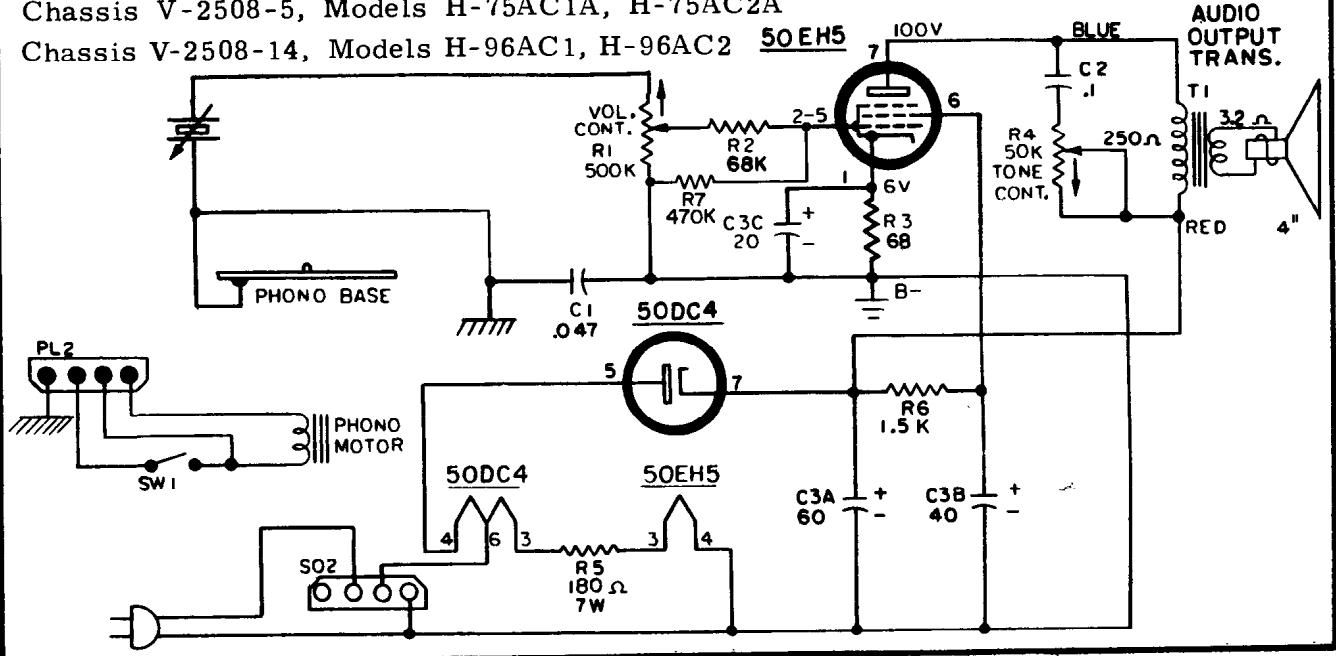 Chassis V-2508-5, Models H-75AC1A, H-75AC2A
Chassis V-2508-14, Models H-96AC1, H-96AC2
50EH5
7
100V
BLUE
AUDIO
OUTPUT
TRANS.
C2
.1
T1
VOL.
CONT.
R1
500K
R2
68K
2-5
6
R4
50K
TONE
CONT.
250Ω
3.2 Ω
R7
470K
1
6V
C3C
20
+
-
R3
68
RED
4"
PHONO BASE
C1
.047
B-
50DC4
5
7
PL2
PHONO
MOTOR
SW1
R6
1.5K
50DC4
50EH5
C3A
60
+
-
C3B
40
+
-
4
6
3
3
4
R5
180 Ω
7W
SO2